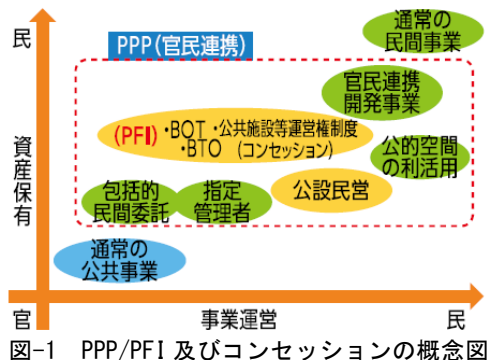 通常の
民間事業
民
PPP(官民連携)
官民連携
開発事業
(PFI)・BOT・公共施設等運営権制度
・BTO (コンセッション)
公的空間
の利活用
資産保有
包括的
民間委託
指定
管理者
公設民営
通常の
公共事業
官
事業運営
民
図-1 PPP/PFI 及びコンセッションの概念図